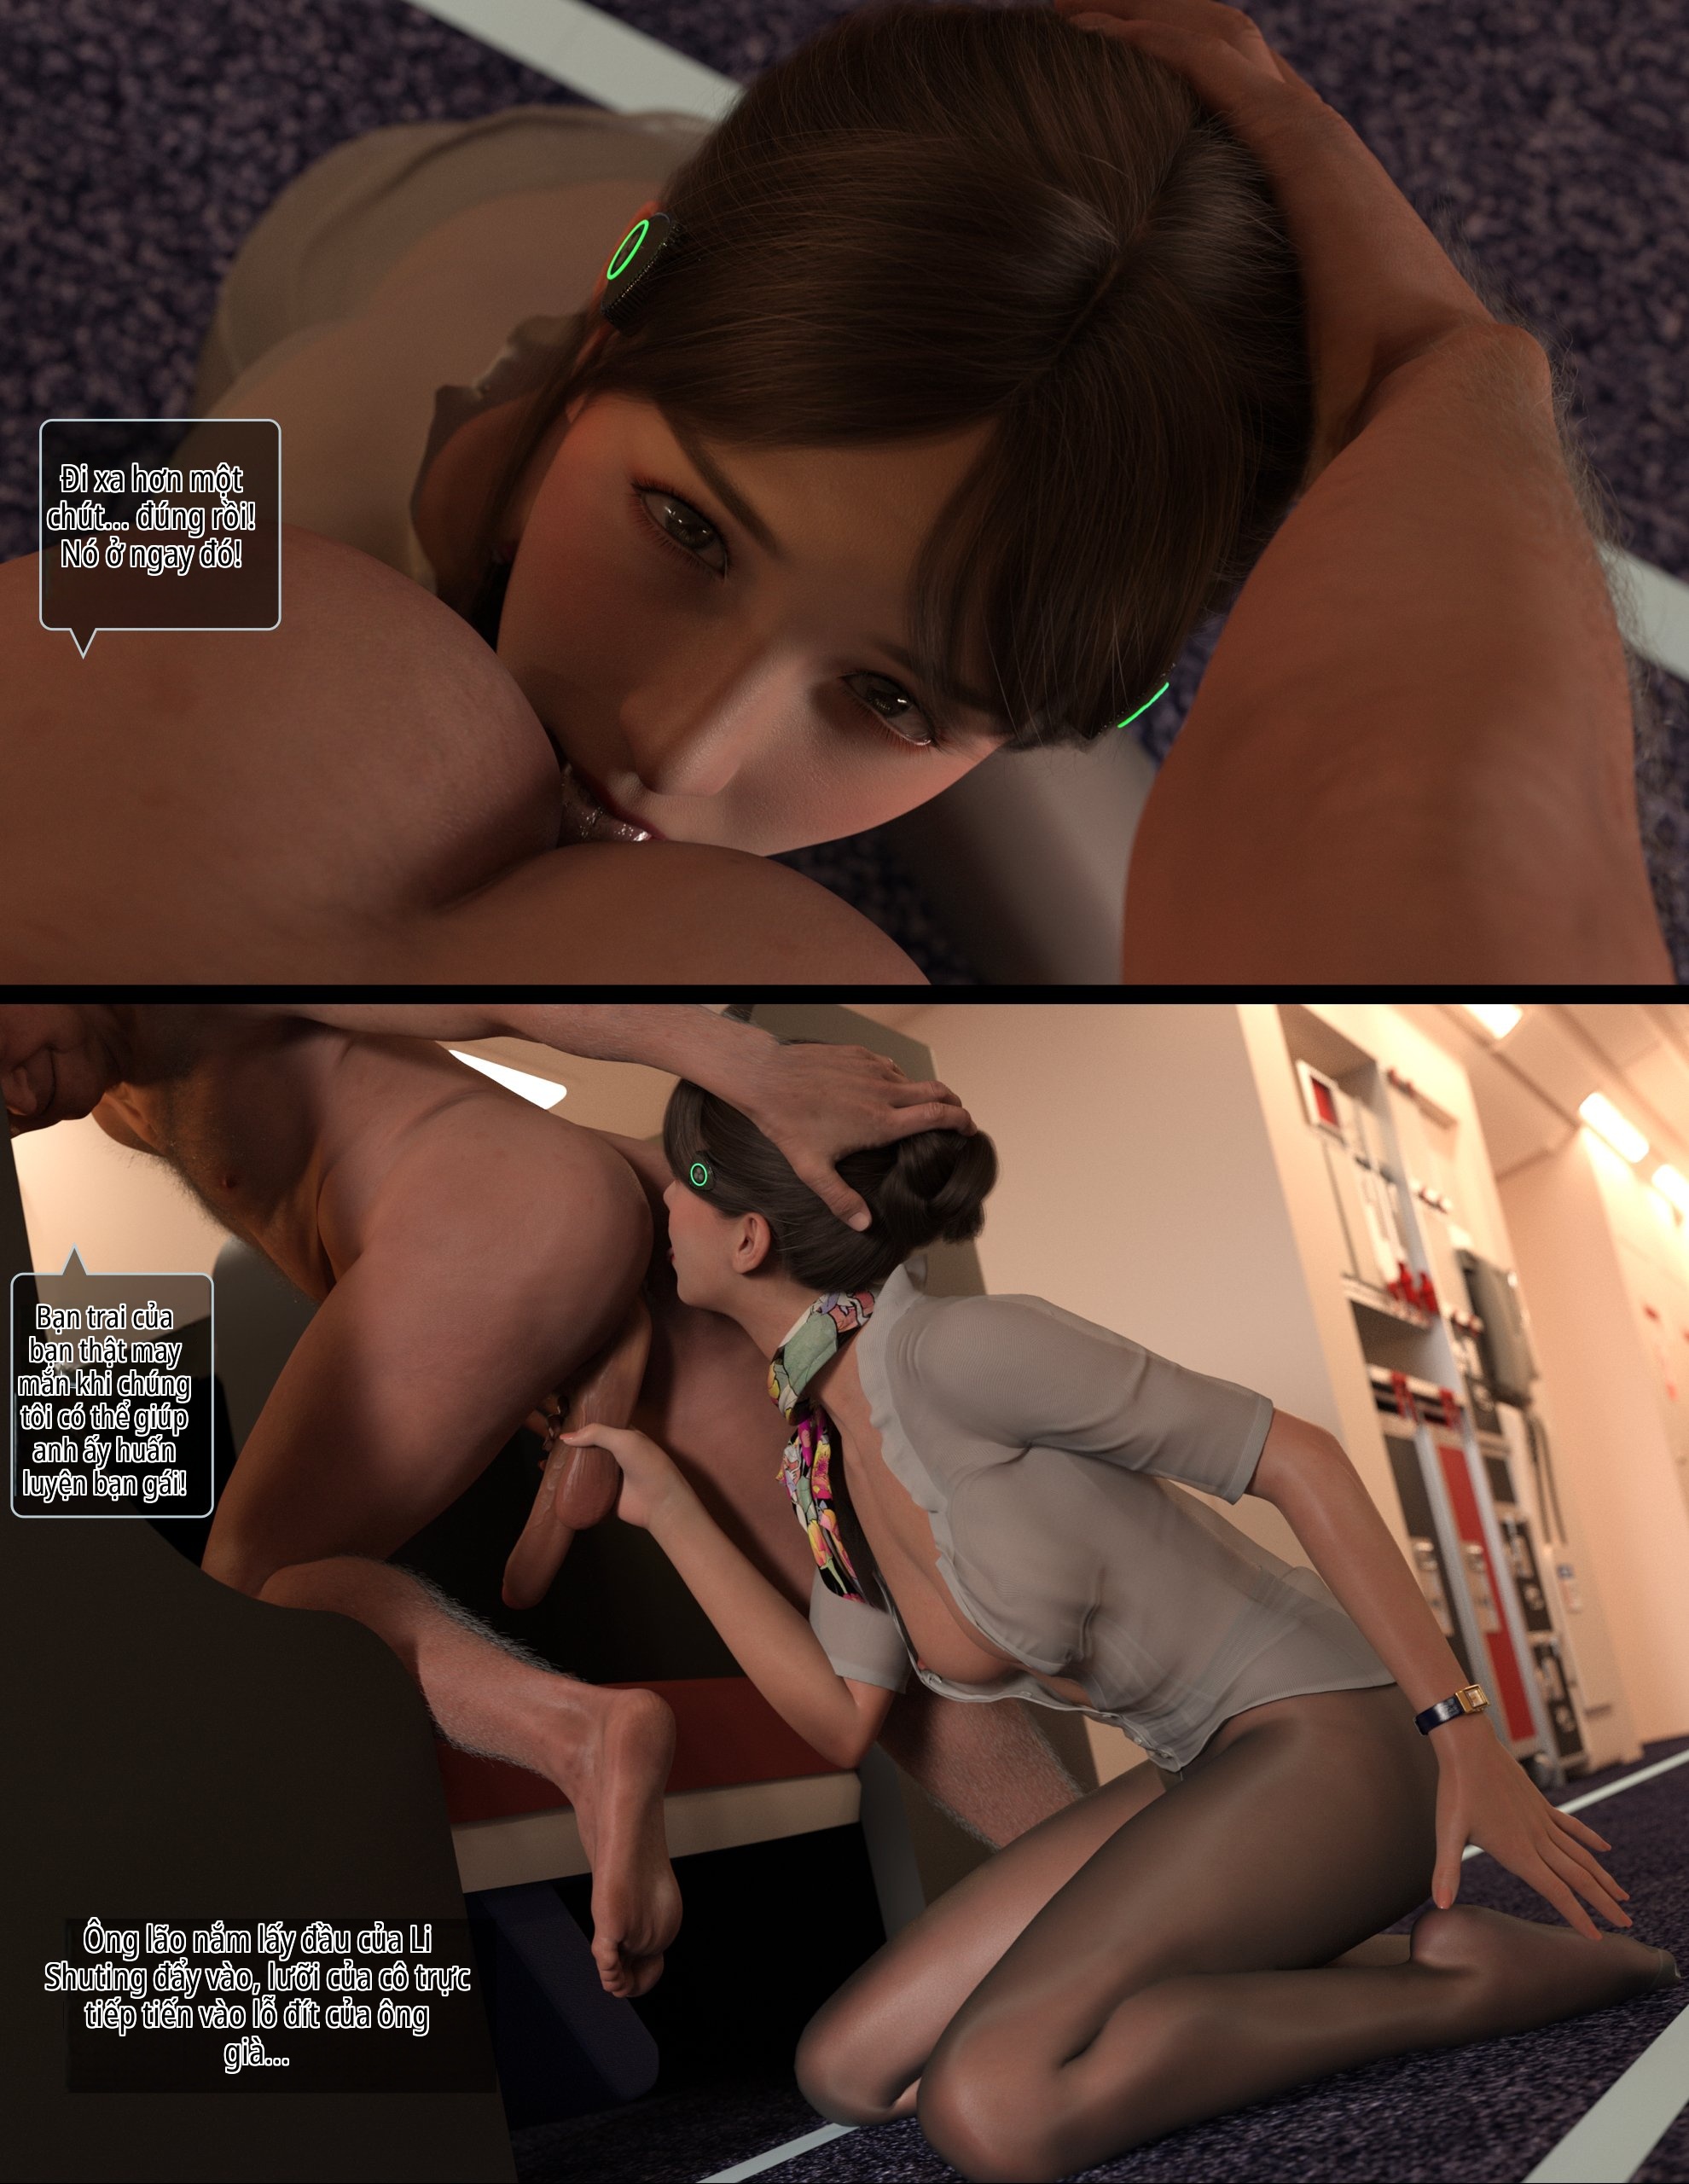 Đi xa hơn một
chút... đúng rồi!
Nó ở ngay đó!
Bạn trai của
bạn thật may
mắn khi chúng
tôi có thể giúp
anh ấy huấn
luyện bạn gái!
Ông lão nắm lấy đầu của Li
Shuting đẩy vào, lưỡi của cô trực
tiếp tiến vào lỗ đít của ông
già...